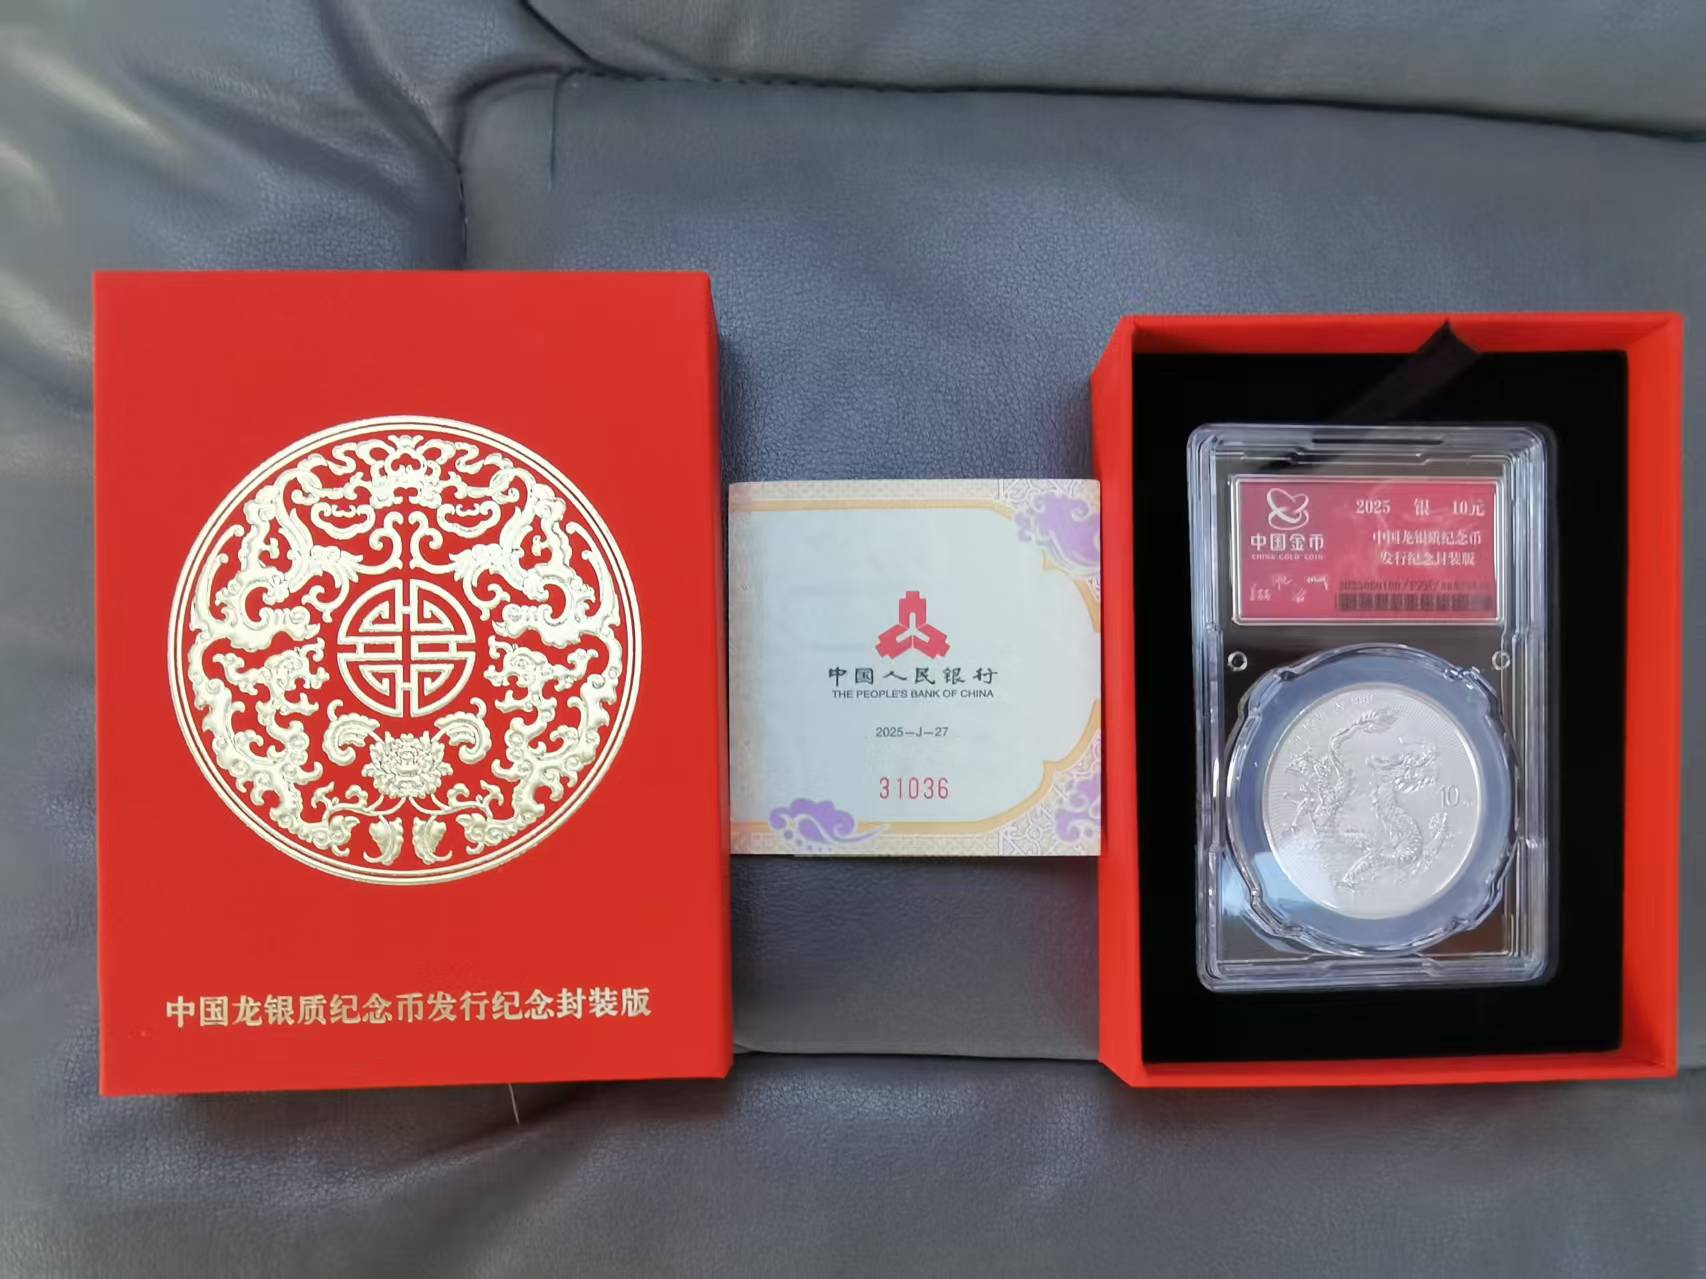 中国龙银质纪念币发行纪念封装版
中国人民银行
THE PEOPLE'S BANK OF CHINA
2025-J-27
31036
中国金币
CHINA GOLD COIN
2025 银 10元
中国龙银质纪念币
发行纪念封装版
10